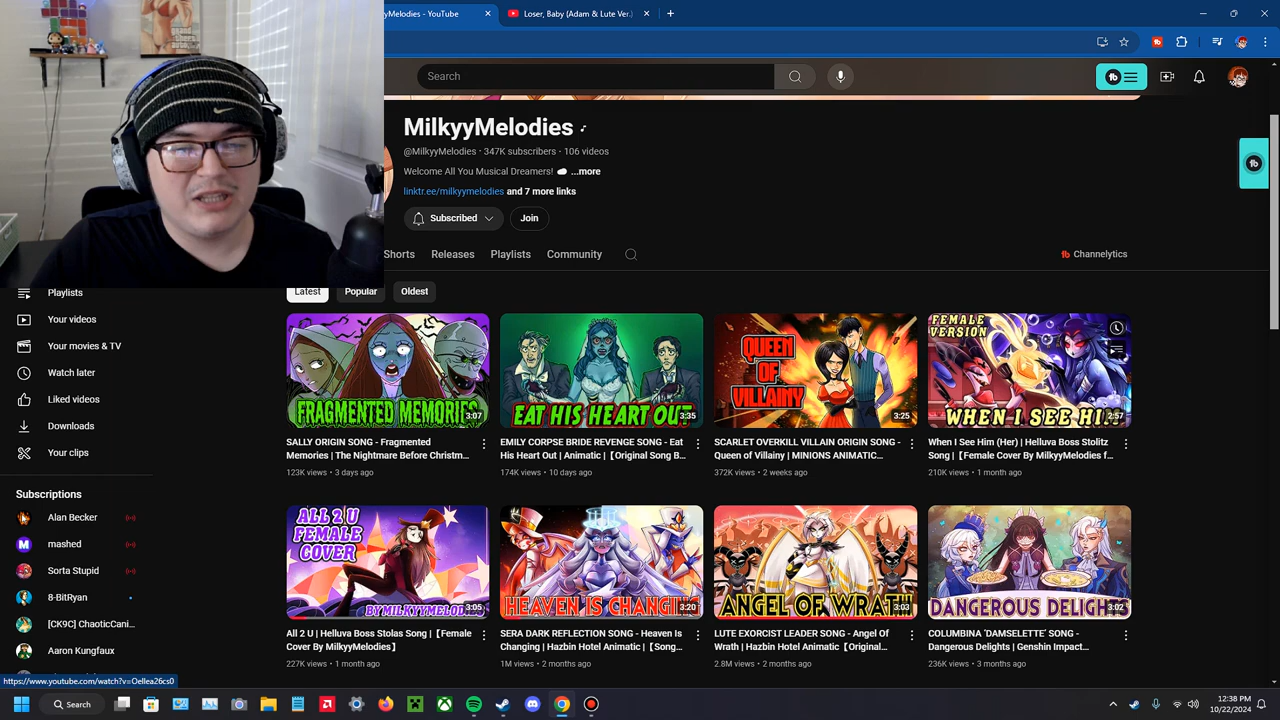 elyMelodies - YouTube
Loser, Baby (Adam & Lute Ver.)
Search
MilkyyMelodies
@MilkyyMelodies · 347K subscribers · 106 videos
Welcome All You Musical Dreamers! ...more
linktr.ee/milkyymelodies and 7 more links
Subscribed
Join
Shorts
Releases
Playlists
Community
Channelytics
Playlists
Your videos
Your movies & TV
Watch later
Liked videos
Downloads
Your clips
Subscriptions
Alan Becker
mashed
Sorta Stupid
8-BitRyan
[CK9C] ChaoticCani...
Aaron Kungfaux
Latest
Popular
Oldest
FRAGMENTED MEMORIES
3:07
SALLY ORIGIN SONG - Fragmented
Memories | The Nightmare Before Christm...
123K views · 3 days ago
EAT HIS HEART OUT
3:35
EMILY CORPSE BRIDE REVENGE SONG - Eat
His Heart Out | Animatic |【Original Song B...
174K views · 10 days ago
QUEEN
OF
VILLAINY
3:25
SCARLET OVERKILL VILLAIN ORIGIN SONG -
Queen of Villainy | MINIONS ANIMATIC...
372K views · 2 weeks ago
FEMALE
VERSION
WHEN I SEE HI
2:57
When I See Him (Her) | Helluva Boss Stolitz
Song |【Female Cover By MilkyyMelodies f...
210K views · 1 month ago
ALL 2 U
FEMALE
COVER
BY MILKYYMELOD
3:05
All 2 U | Helluva Boss Stolas Song |【Female
Cover By MilkyyMelodies】
227K views · 1 month ago
HEAVEN IS CHANGING
3:20
SERA DARK REFLECTION SONG - Heaven Is
Changing | Hazbin Hotel Animatic |【Song...
1M views · 2 months ago
ANGEL OF WRATH
3:03
LUTE EXORCIST LEADER SONG - Angel Of
Wrath | Hazbin Hotel Animatic【Original...
2.8M views · 2 months ago
DANGEROUS DELIGH
3:02
COLUMBINA 'DAMSELETTE' SONG -
Dangerous Delights | Genshin Impact...
236K views · 3 months ago
https://www.youtube.com/watch?v=Oellea26cs0
Search
12:38 PM
10/22/2024